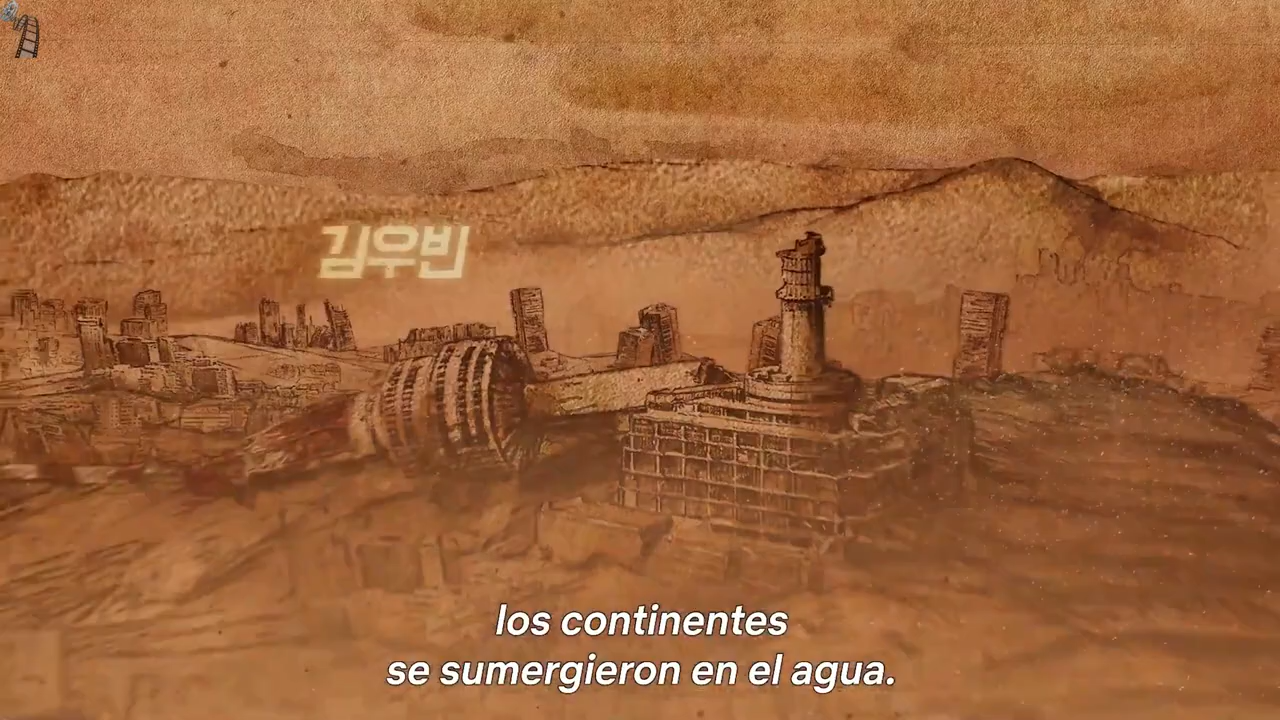 김우빈
los continentes
se sumergieron en el agua.